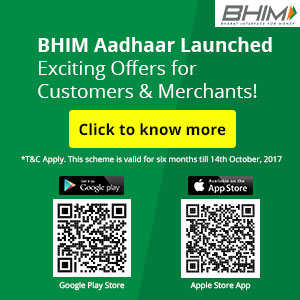 BHIM
BHARAT INTERFACE FOR MONEY
BHIM Aadhaar Launched
Exciting Offers for
Customers & Merchants!
Click to know more
*T&C Apply. This scheme is valid for six months till 14th October, 2017
GET IT ON
Google play
Available on the
App Store
Google Play Store
Apple Store App